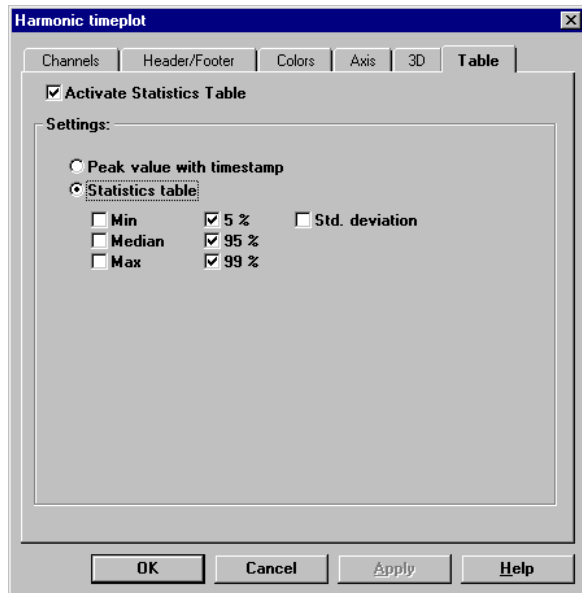 Harmonic timeplot
Channels Header/Footer Colors Axis 3D Table
Activate Statistics Table
Settings:
Peak value with timestamp
Statistics table
Min 5 % Std. deviation
Median 95 %
Max 99 %
OK Cancel Apply Help